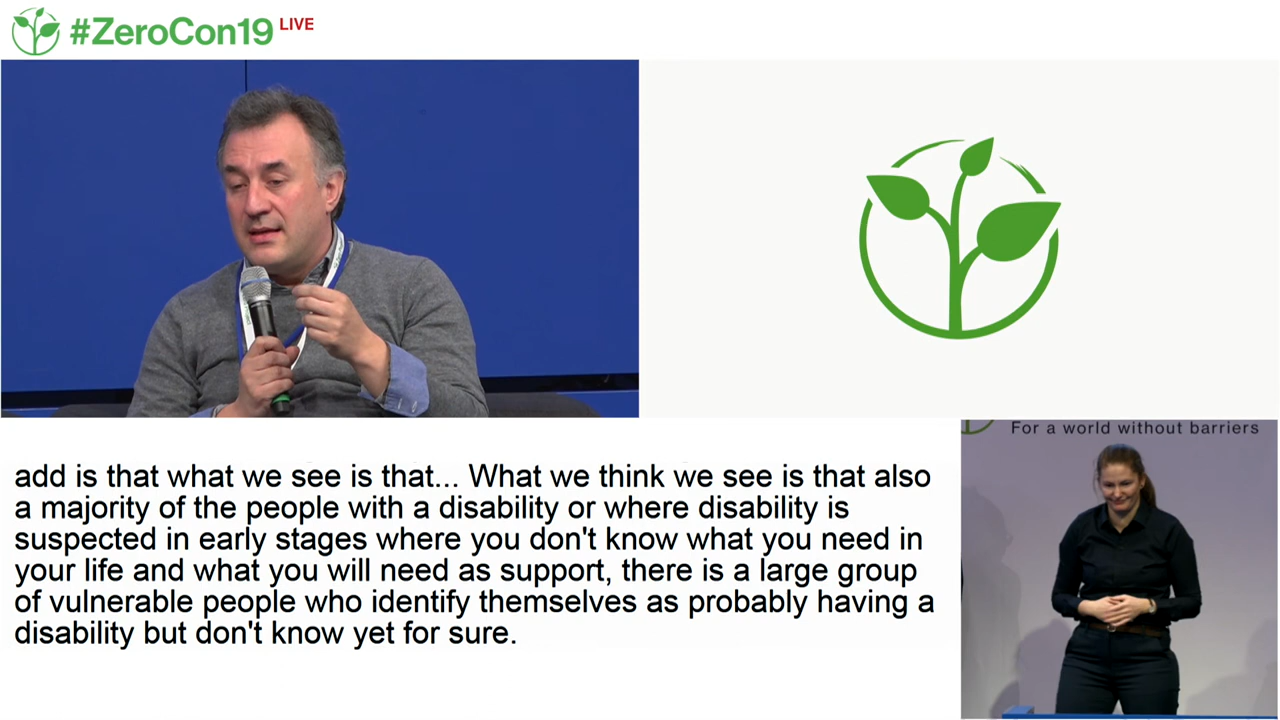 #ZeroCon19 LIVE
For a world without barriers
add is that what we see is that... What we think we see is that also
a majority of the people with a disability or where disability is
suspected in early stages where you don't know what you need in
your life and what you will need as support, there is a large group
of vulnerable people who identify themselves as probably having a
disability but don't know yet for sure.